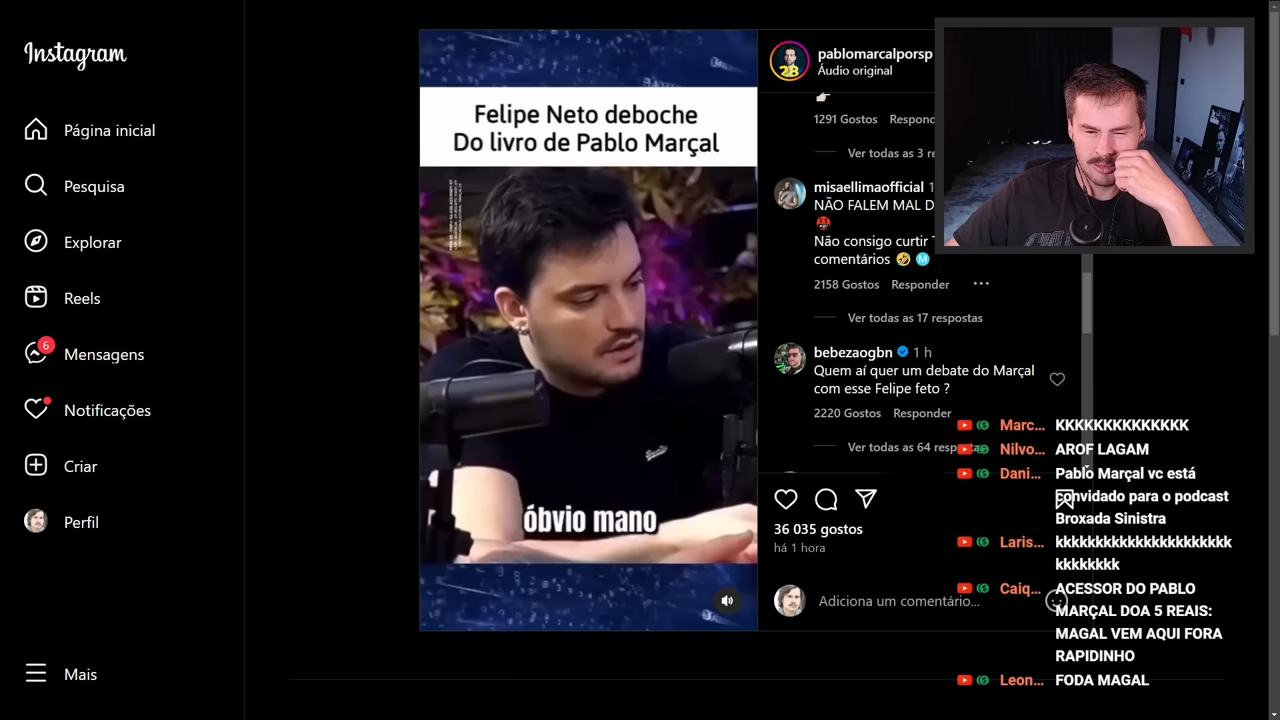 Instagram
Página inicial
Pesquisa
Explorar
Reels
6
Mensagens
Notificações
Criar
Perfil
Mais
Felipe Neto deboche
Do livro de Pablo Marçal
óbvio mano
28
pablomarcalporsp
Áudio original
1291 Gostos
Ver todas as 3
misaellimaofficial 1
NÃO FALEM MAL
Não consigo curtir
comentários 🤣 Ⓜ️
2158 Gostos Responder ...
Ver todas as 17 respostas
bebezaogbn 1 h
Quem aí quer um debate do Marçal
com esse Felipe feto ?
2220 Gostos Responder
Ver todas as 64
36 035 gostos
há 1 hora
Adiciona um comentário...
Marc... KKKKKKKKKKKKKK
Nilvo... AROF LAGAM
Dani... Pablo Marçal vc está
convidado para o podcast
Broxada Sinistra
Laris... kkkkkkkkkkkkkkkkkkkkkk
kkkkkkkk
Caiq... ACESSOR DO PABLO
MARÇAL DOA 5 REAIS:
MAGAL VEM AQUI FORA
RAPIDINHO
Leon... FODA MAGAL